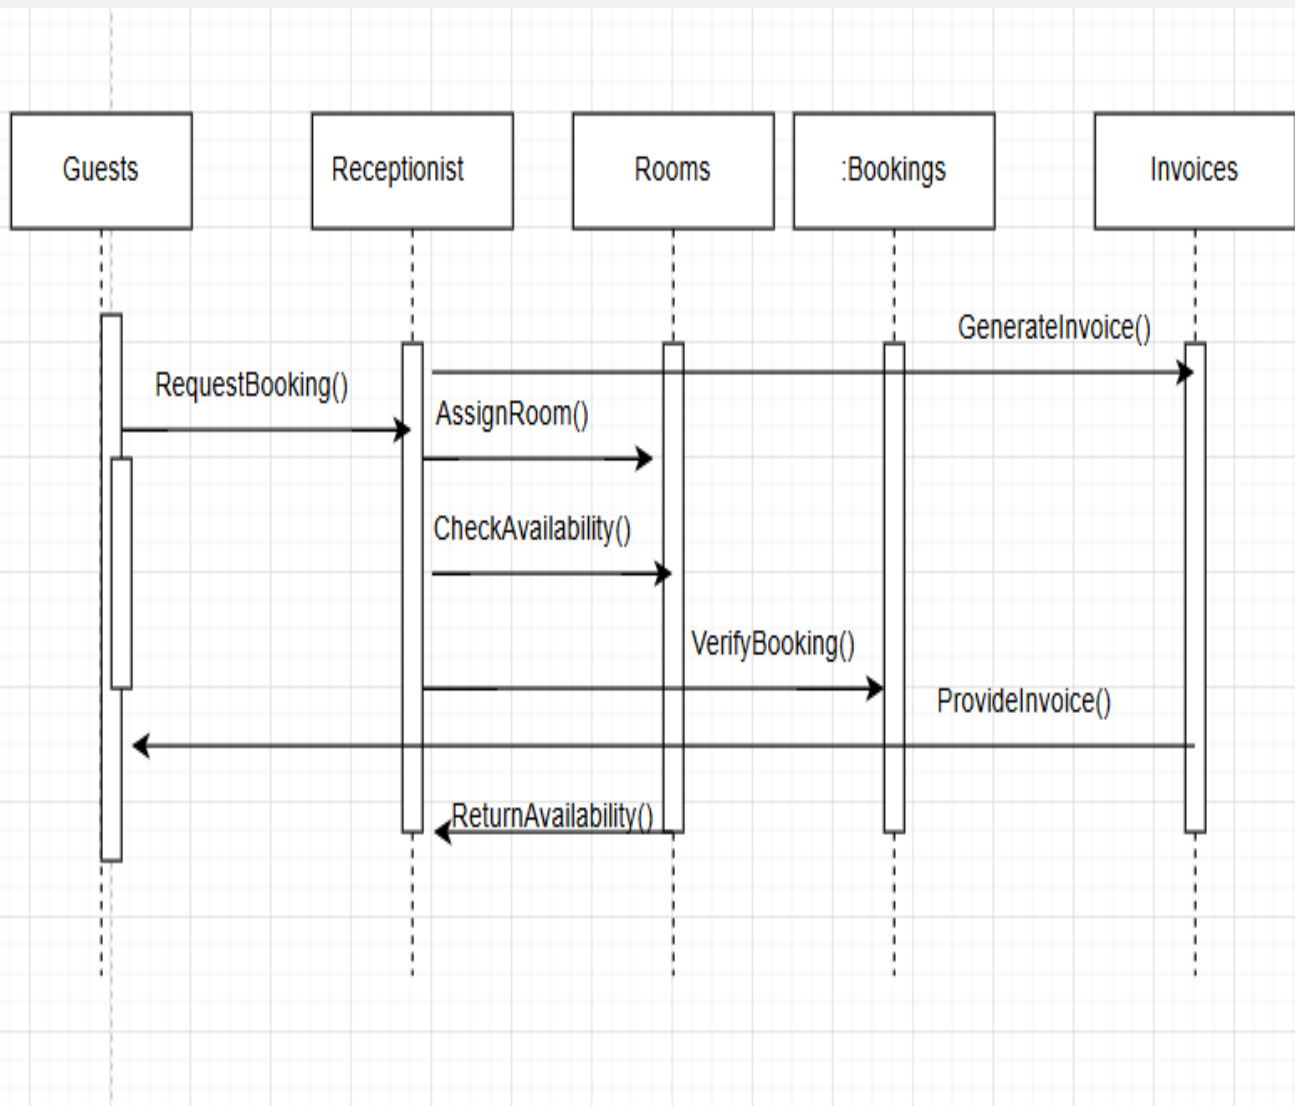 Guests
Receptionist
Rooms
:Bookings
Invoices
GenerateInvoice()
RequestBooking()
AssignRoom()
CheckAvailability()
VerifyBooking()
ProvideInvoice()
ReturnAvailability()